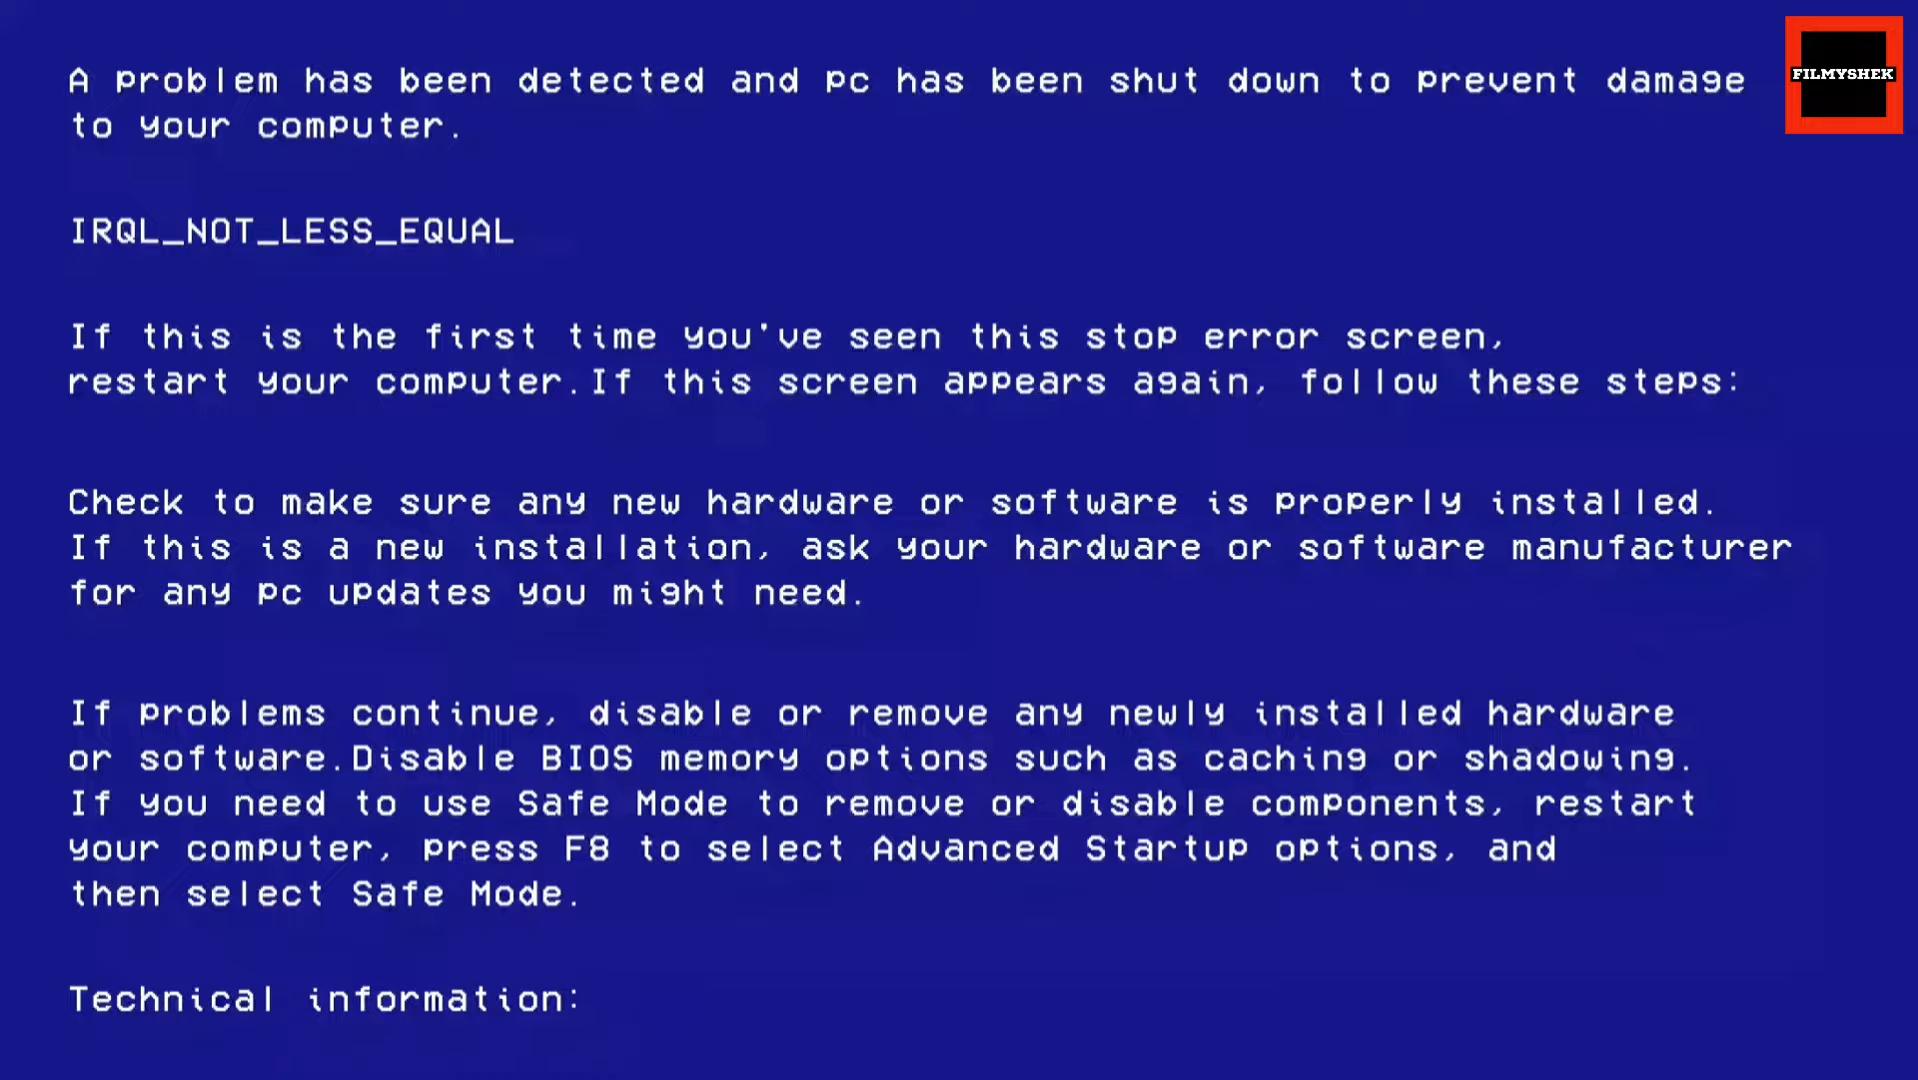 A problem has been detected and pc has been shut down to prevent damage
to your computer.
FILMYSHEK
IRQL_NOT_LESS_EQUAL
If this is the first time you've seen this stop error screen,
restart your computer.If this screen appears again, follow these steps:
Check to make sure any new hardware or software is properly installed.
If this is a new installation, ask your hardware or software manufacturer
for any pc updates you might need.
If problems continue, disable or remove any newly installed hardware
or software.Disable BIOS memory options such as caching or shadowing.
If you need to use Safe Mode to remove or disable components, restart
your computer, press F8 to select Advanced Startup options, and
then select Safe Mode.
Technical information: